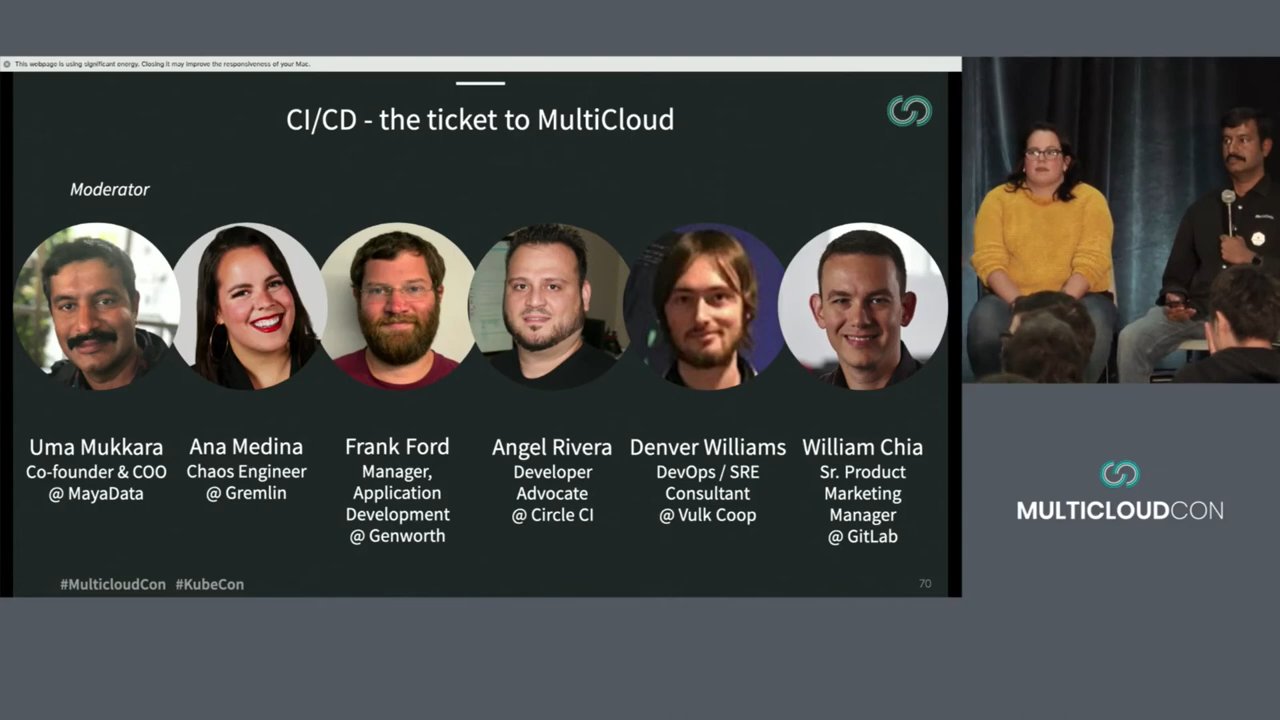 This webpage is using significant energy. Closing it may improve the responsiveness of your Mac.
CI/CD - the ticket to MultiCloud
Moderator
Uma Mukkara
Co-founder & COO
@ MayaData
Ana Medina
Chaos Engineer
@ Gremlin
Frank Ford
Manager,
Application
Development
@ Genworth
Angel Rivera
Developer
Advocate
@ Circle CI
Denver Williams
DevOps / SRE
Consultant
@ Vulk Coop
William Chia
Sr. Product
Marketing
Manager
@ GitLab
#MulticloudCon #KubeCon
70
MULTICLOUDCON